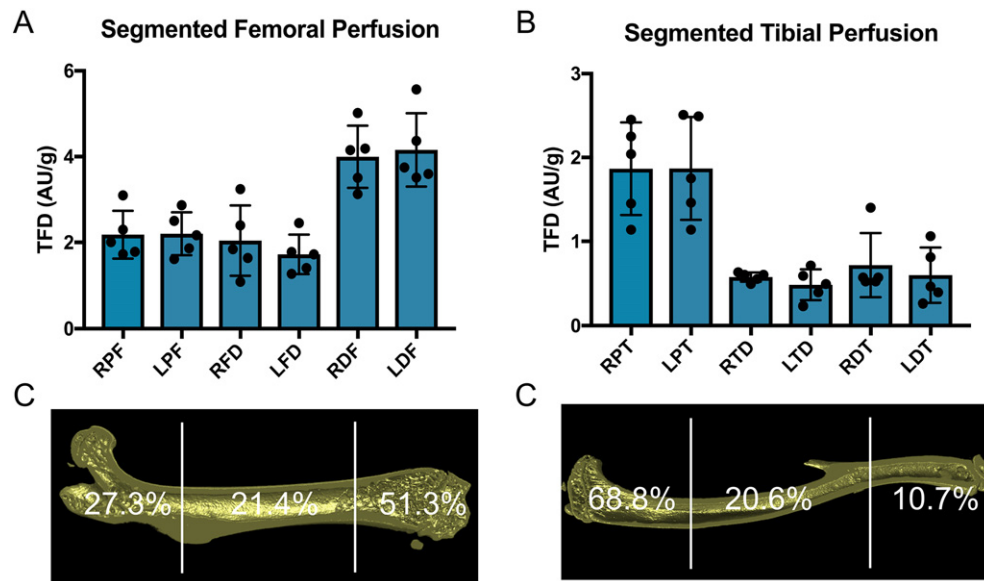 A
Segmented Femoral Perfusion
TFD (AU/g)
6
4
2
0
RPF
LPF
RFD
LFD
RDF
LDF
B
Segmented Tibial Perfusion
TFD (AU/g)
3
2
1
0
RPT
LPT
RTD
LTD
RDT
LDT
C
27.3%
21.4%
51.3%
C
68.8%
20.6%
10.7%